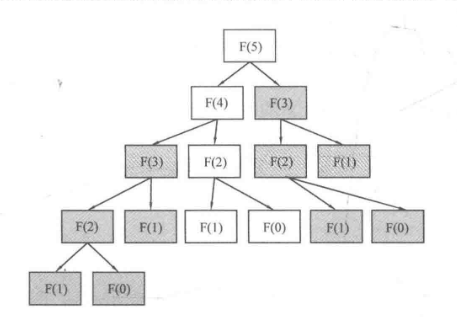 F(5)
F(4) F(3)
F(3) F(2) F(2) F(1)
F(2) F(1) F(1) F(0) F(1) F(0)
F(1) F(0)